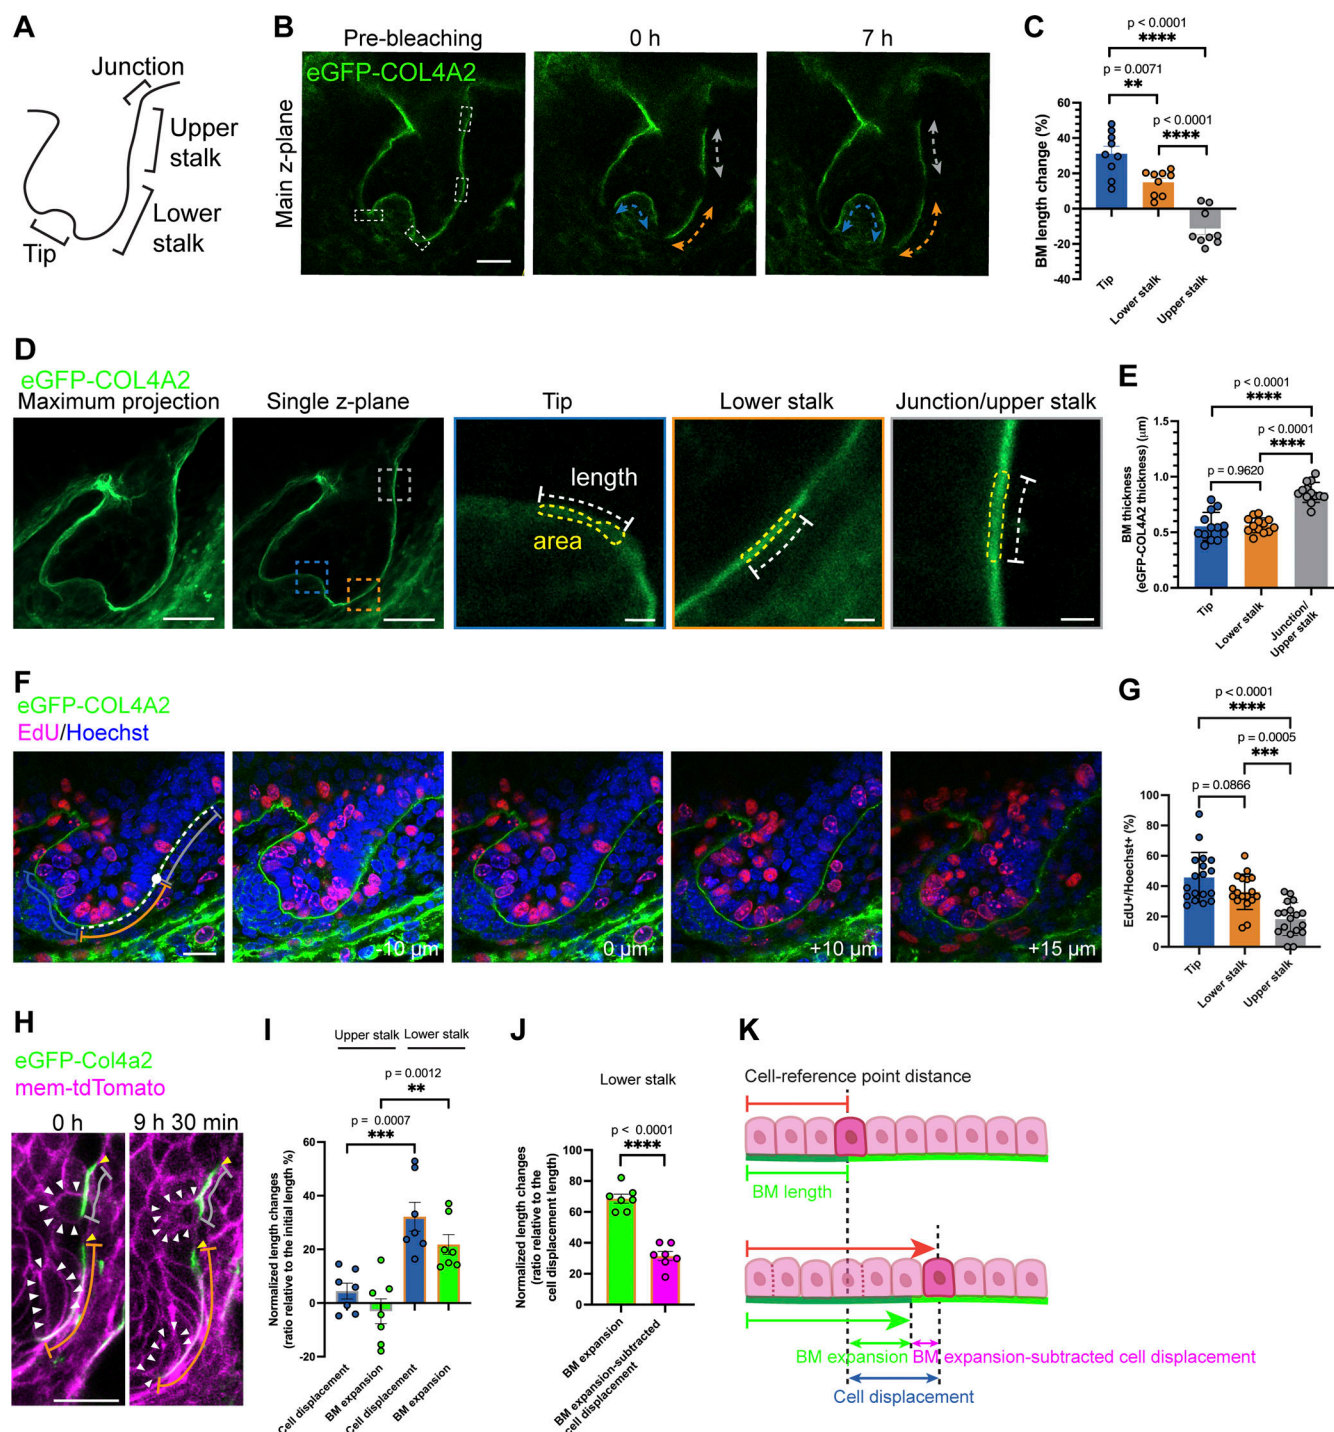 A
Junction
Upper
stalk
Lower
stalk
Tip
B
Pre-bleaching
0 h
7 h
eGFP-COL4A2
Main z-plane
C
p < 0.0001
****
p = 0.0071
**
p < 0.0001
****
BM length change (%)
60
40
20
0
-20
-40
Tip
Lower stalk
Upper stalk
D
eGFP-COL4A2
Maximum projection
Single z-plane
Tip
Lower stalk
Junction/upper stalk
length
area
E
p < 0.0001
****
p < 0.0001
****
p = 0.9620
BM thickness
(eGFP-COL4A2 thickness) (μm)
1.5
1.0
0.5
0.0
Tip
Lower stalk
Junction/
Upper stalk
F
eGFP-COL4A2
EdU/Hoechst
-10 μm
0 μm
+10 μm
+15 μm
G
p < 0.0001
****
p = 0.0005
***
p = 0.0866
EdU+/Hoechst+ (%)
100
80
60
40
20
0
Tip
Lower stalk
Upper stalk
H
eGFP-Col4a2
mem-tdTomato
0 h
9 h 30 min
I
Upper stalk
Lower stalk
p = 0.0012
**
p = 0.0007
***
Normalized length changes
(ratio relative to the initial length %)
60
40
20
0
-20
Cell displacement
BM expansion
Cell displacement
BM expansion
J
Lower stalk
p < 0.0001
****
Normalized length changes
(ratio relative to the
cell displacement length)
100
80
60
40
20
0
BM expansion
BM expansion-subtracted
cell displacement
K
Cell-reference point distance
BM length
BM expansion
BM expansion-subtracted cell displacement
Cell displacement